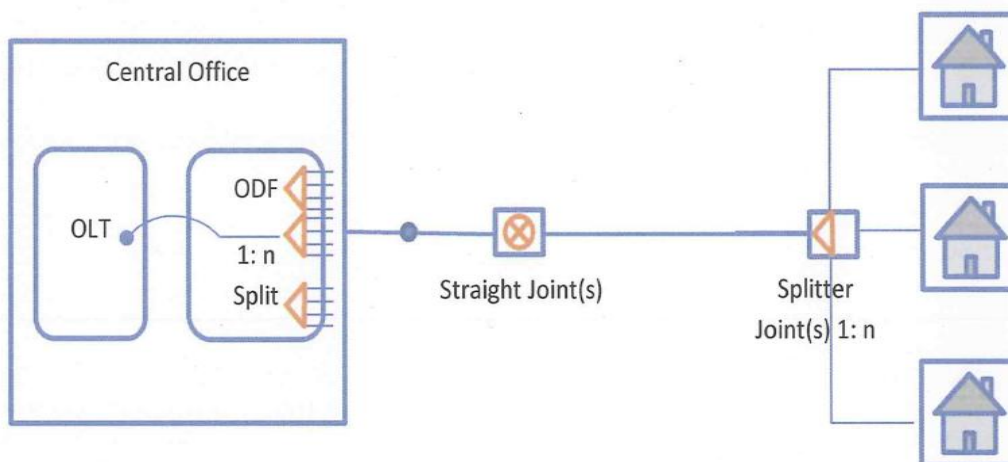 Central Office
OLT
ODF
1: n
Split
Straight Joint(s)
Splitter
Joint(s) 1: n